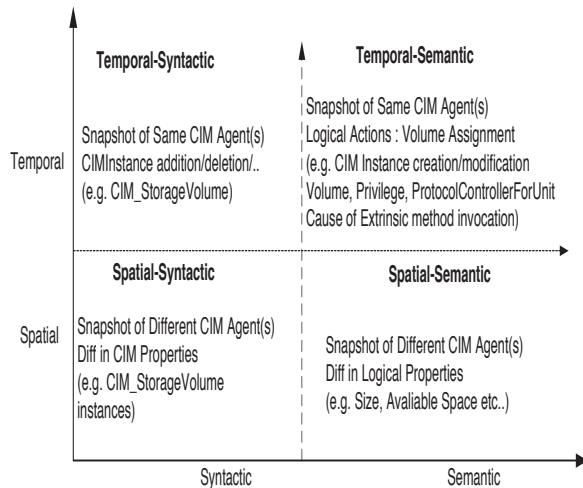 Temporal-Syntactic
Snapshot of Same CIM Agent(s)
CIMInstance addition/deletion/..
(e.g. CIM_StorageVolume)
Temporal-Semantic
Snapshot of Same CIM Agent(s)
Logical Actions : Volume Assignment
(e.g. CIM Instance creation/modification
Volume, Privilege, ProtocolControllerForUnit
Cause of Extrinsic method invocation)
Temporal
Spatial-Syntactic
Snapshot of Different CIM Agent(s)
Diff in CIM Properties
(e.g. CIM_StorageVolume
instances)
Spatial-Semantic
Snapshot of Different CIM Agent(s)
Diff in Logical Properties
(e.g. Size, Avaliable Space etc..)
Spatial
Syntactic
Semantic